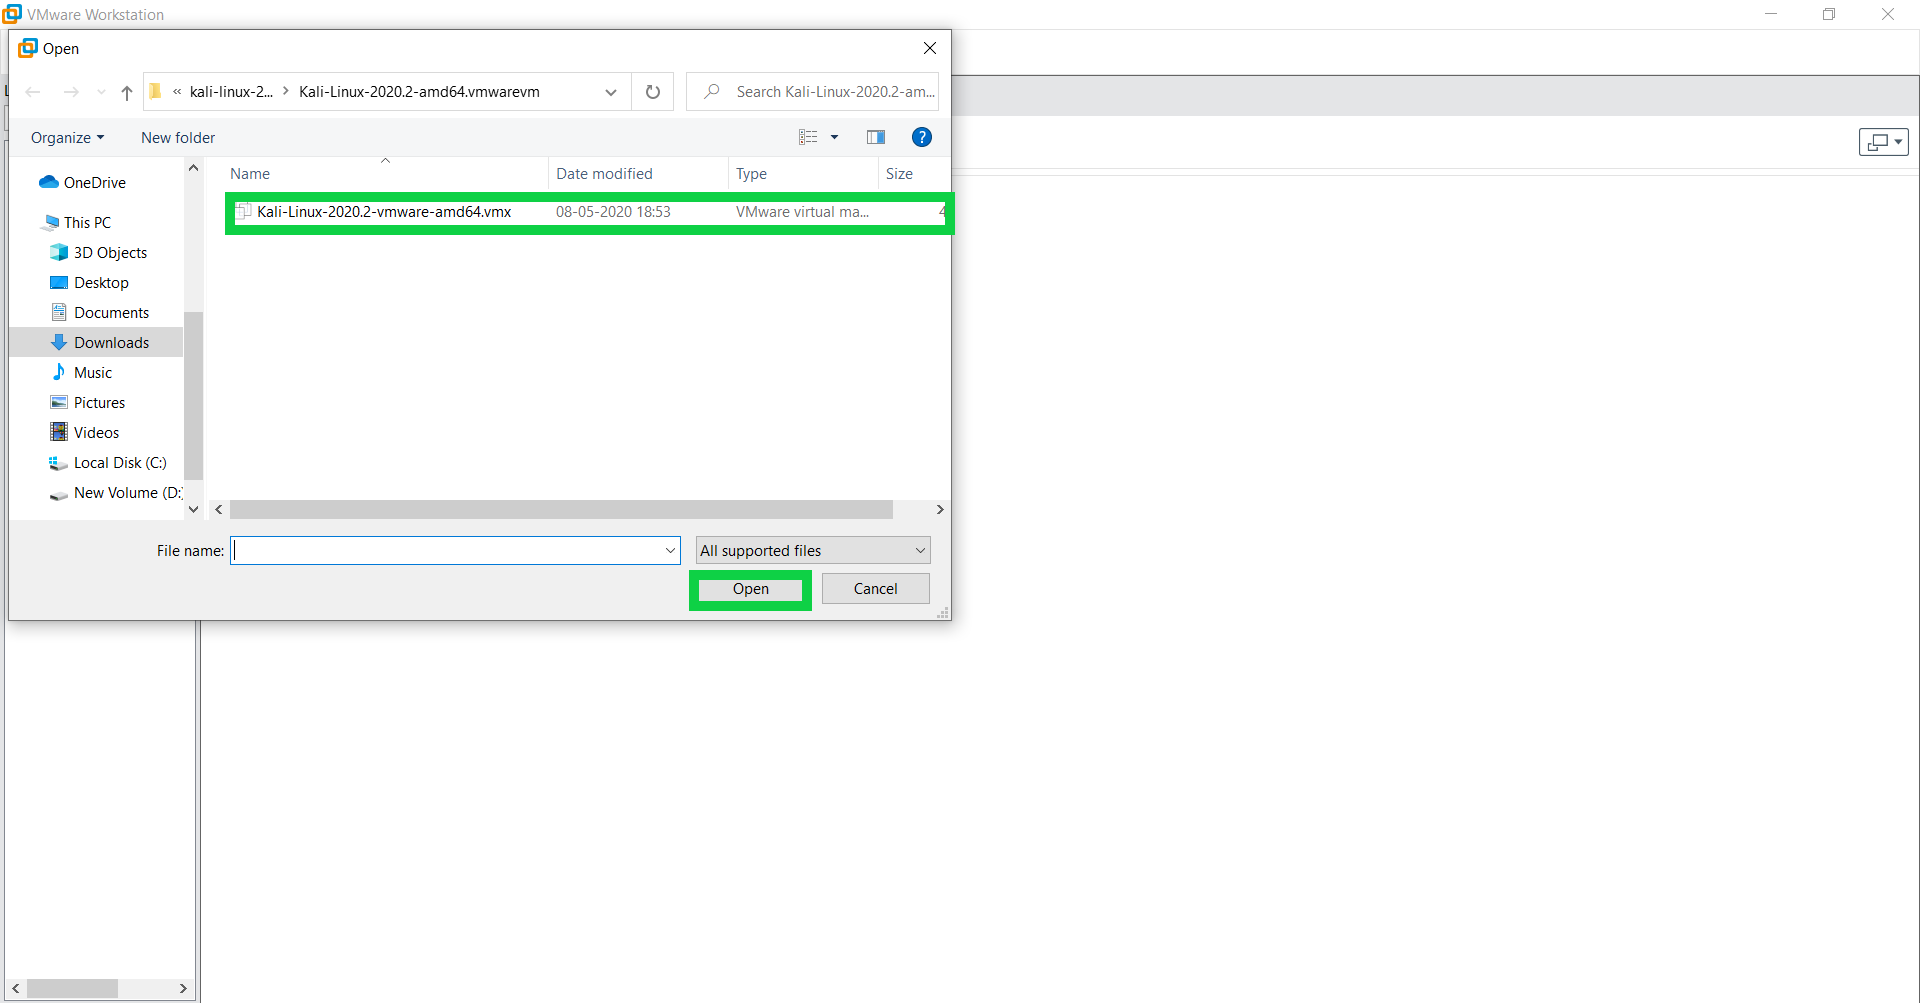 VMware Workstation
Open
« kali-linux-2... > Kali-Linux-2020.2-amd64.vmwarevm
Search Kali-Linux-2020.2-am...
Organize
New folder
?
Name
Date modified
Type
Size
OneDrive
This PC
3D Objects
Desktop
Documents
Downloads
Music
Pictures
Videos
Local Disk (C:)
New Volume (D:)
Kali-Linux-2020.2-vmware-amd64.vmx
08-05-2020 18:53
VMware virtual ma...
4
File name:
All supported files
Open
Cancel